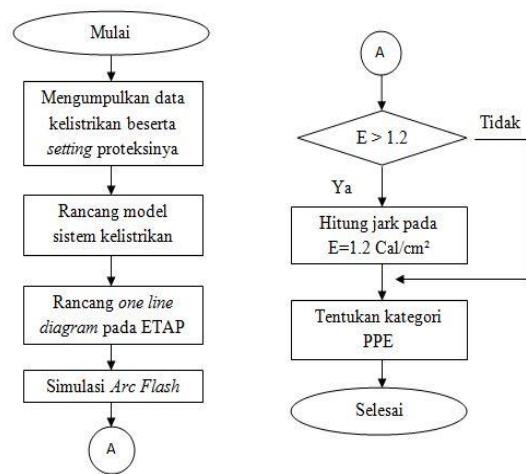 Mulai
Mengumpulkan data
kelistrikan beserta
setting proteksinya
Rancang model
sistem kelistrikan
Rancang one line
diagram pada ETAP
Simulasi Arc Flash
A
A
E > 1.2
Tidak
Ya
Hitung jark pada
E=1.2 Cal/cm²
Tentukan kategori
PPE
Selesai